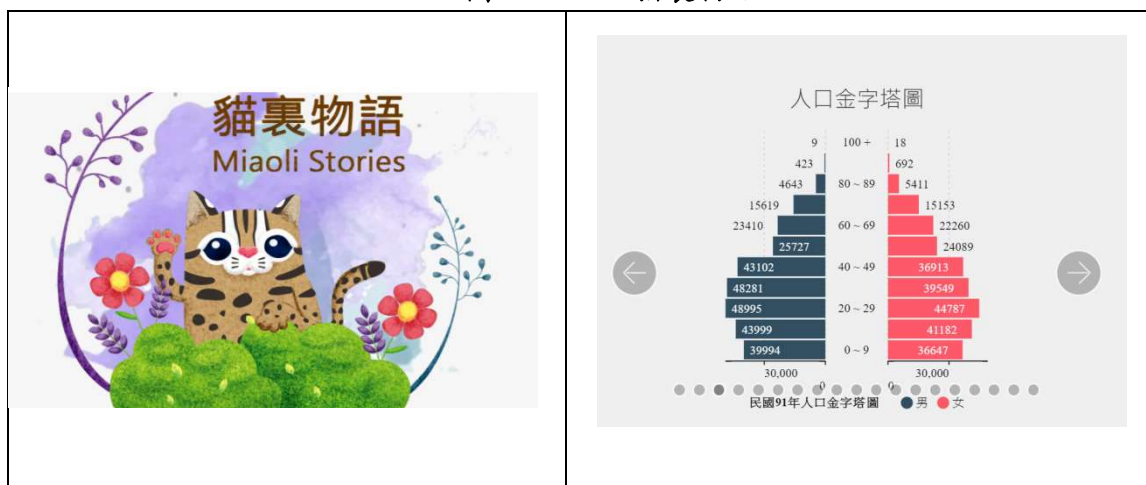 貓裏物語
Miaoli Stories
人口金字塔圖
9 100 + 18
423 692
4643 80 ~ 89 5411
15619 15153
23410 60 ~ 69 22260
25727 24089
43102 40 ~ 49 36913
48281 39549
48995 20 ~ 29 44787
43999 41182
39994 0 ~ 9 36647
30,000 0 0 30,000
民國91年人口金字塔圖 男 女